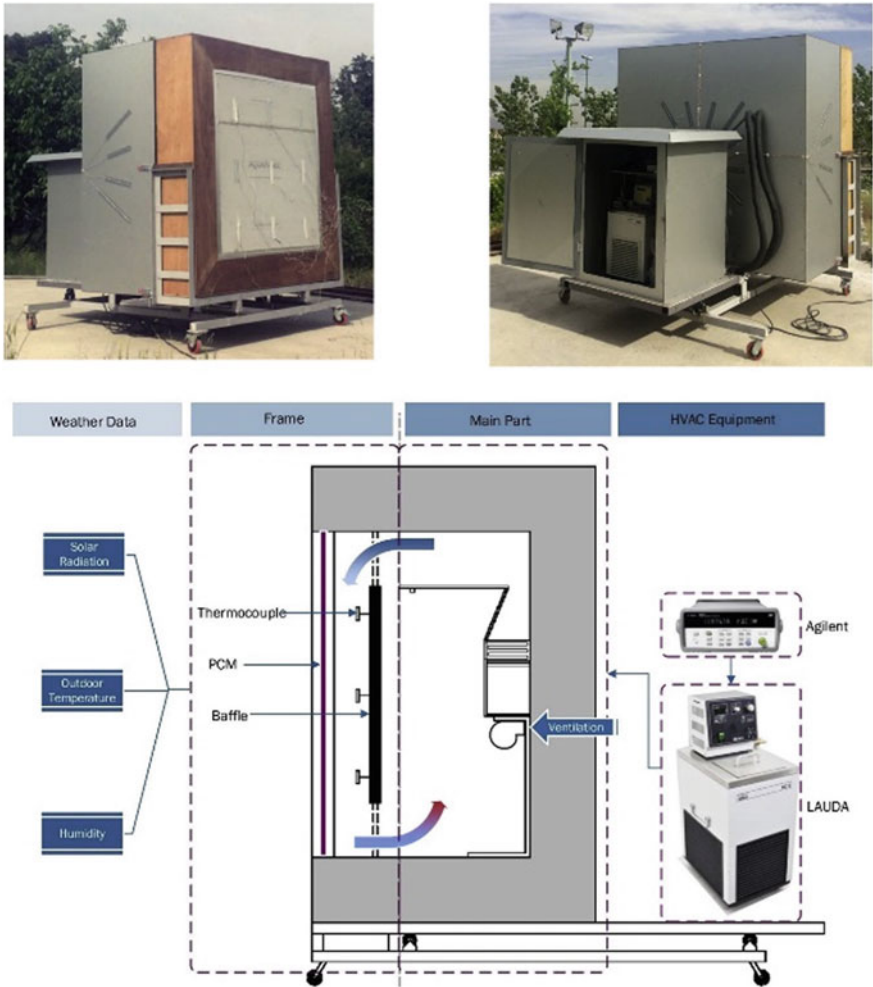 Weather Data
Frame
Main Part
HVAC Equipment
Solar
Radiation
Thermocouple
Agilent
PCM
Outdoor
Temperature
Baffle
Ventilation
LAUDA
Humidity